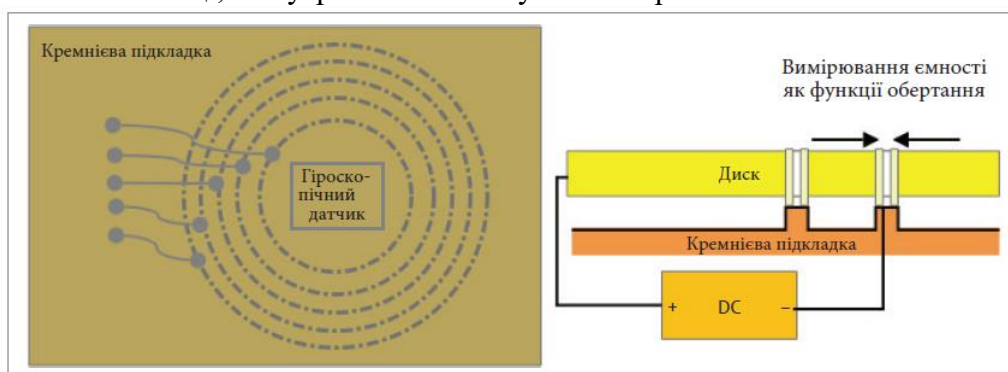 Кремнієва підкладка
Гіроско-
пічний
датчик
Вимірювання ємності
як функції обертання
Диск
Кремнієва підкладка
+ DC –